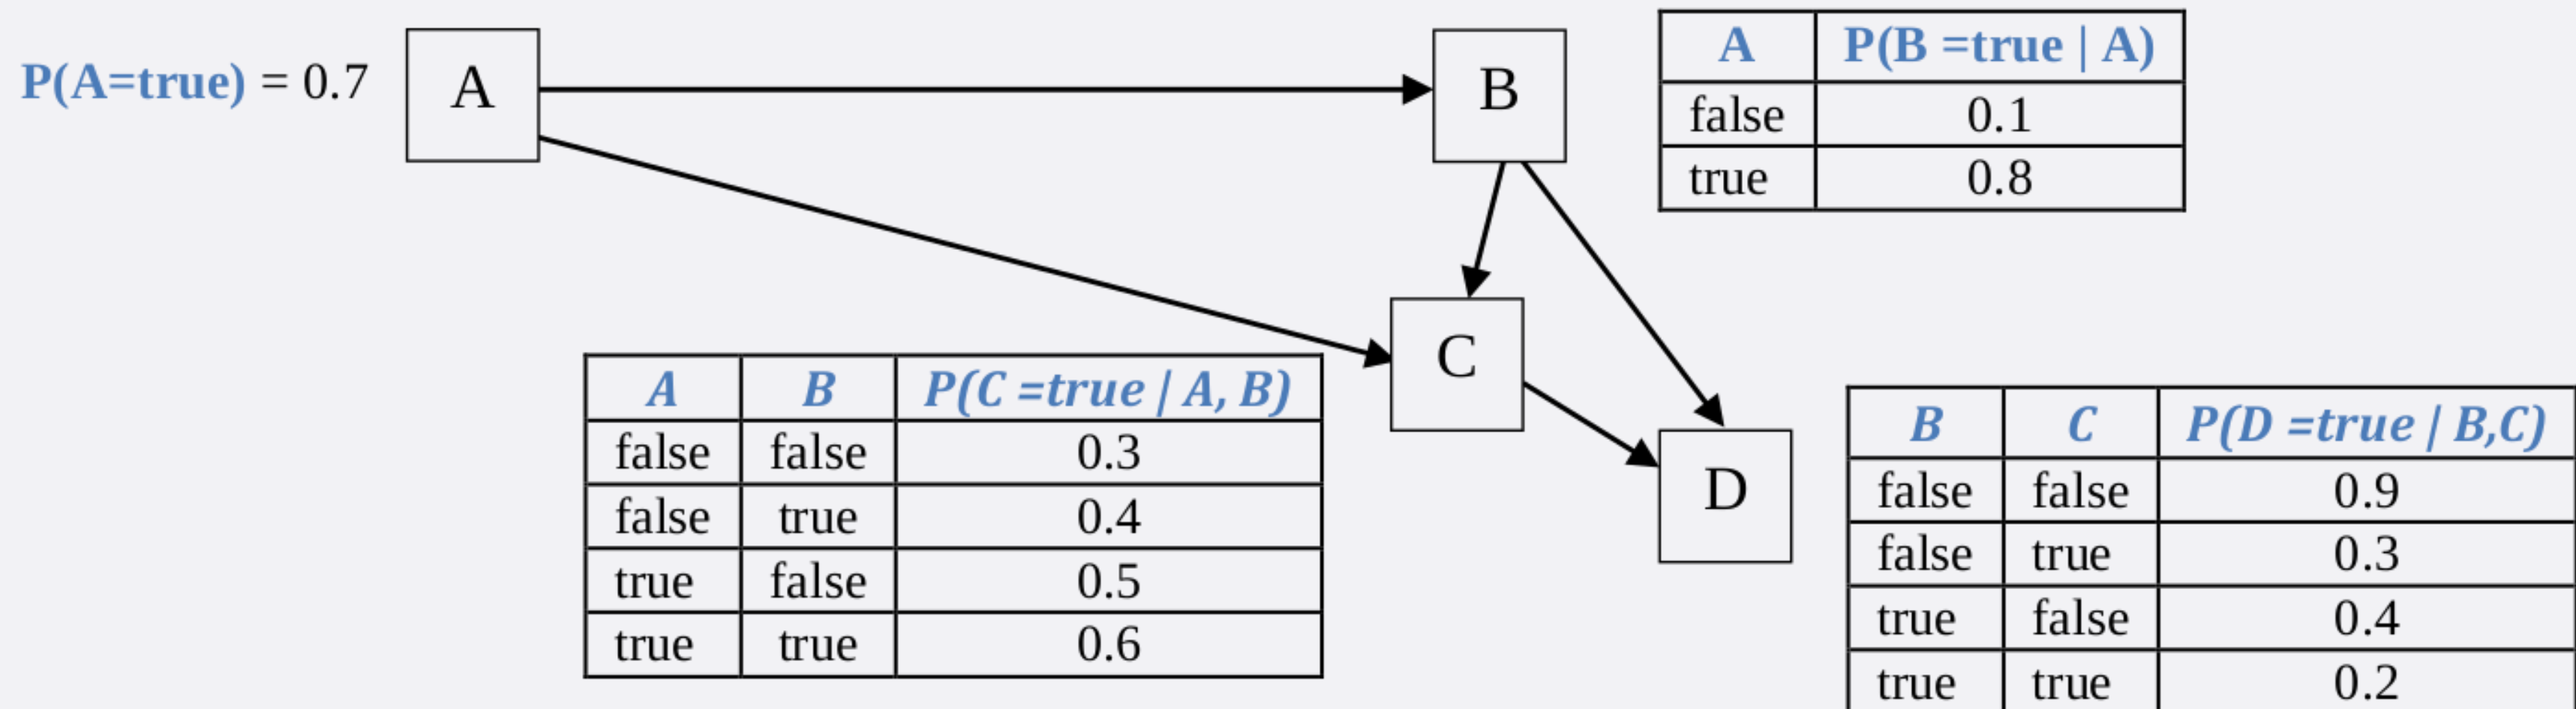 P(A=true) = 0.7
A
B
A P(B =true | A)
false 0.1
true 0.8
C
D
A B P(C =true | A, B)
false false 0.3
false true 0.4
true false 0.5
true true 0.6
B C P(D =true | B,C)
false false 0.9
false true 0.3
true false 0.4
true true 0.2